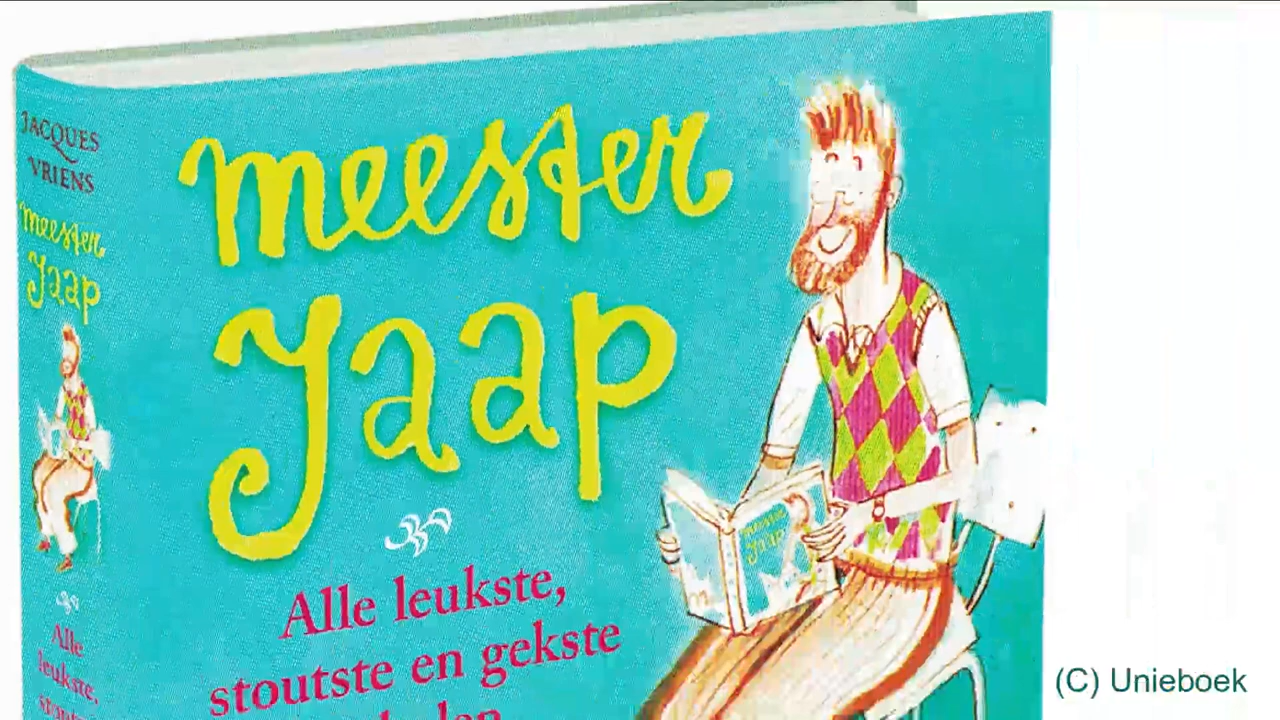 JACQUES
VRIENS
meester
Jaap
Alle
leukste,
meester
Jaap
Alle leukste,
stoutste en gekste
meester
Jaap
(C) Unieboek